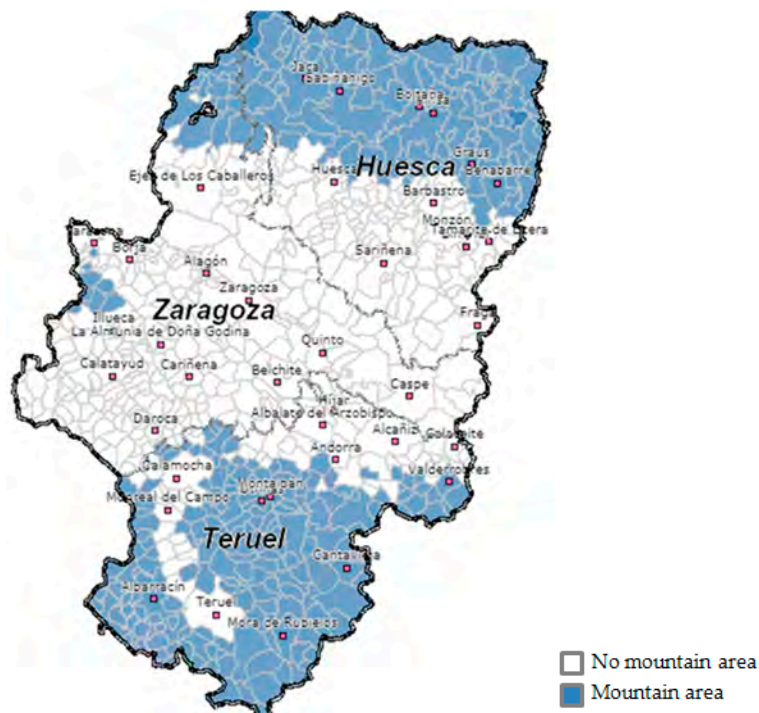 Jaca
Sabiñánigo
Boltaña
Graus
Huesca
Benabarre
Ejea de Los Caballeros
Huesca
Barbastro
Monzón
Tamarite de Litera
Borja
Sariñena
Alagón
Zaragoza
Zaragoza
Fraga
Illueca
La Almunia de Doña Godina
Quinto
Calatayud
Cariñena
Belchite
Caspe
Híjar
Albalate del Arzobispo
Daroca
Alcañiz
Calaceite
Andorra
Calamocha
Valderrobres
Montalbán
Monreal del Campo
Teruel
Cantavieja
Albarracín
Teruel
Mora de Rubielos
No mountain area
Mountain area